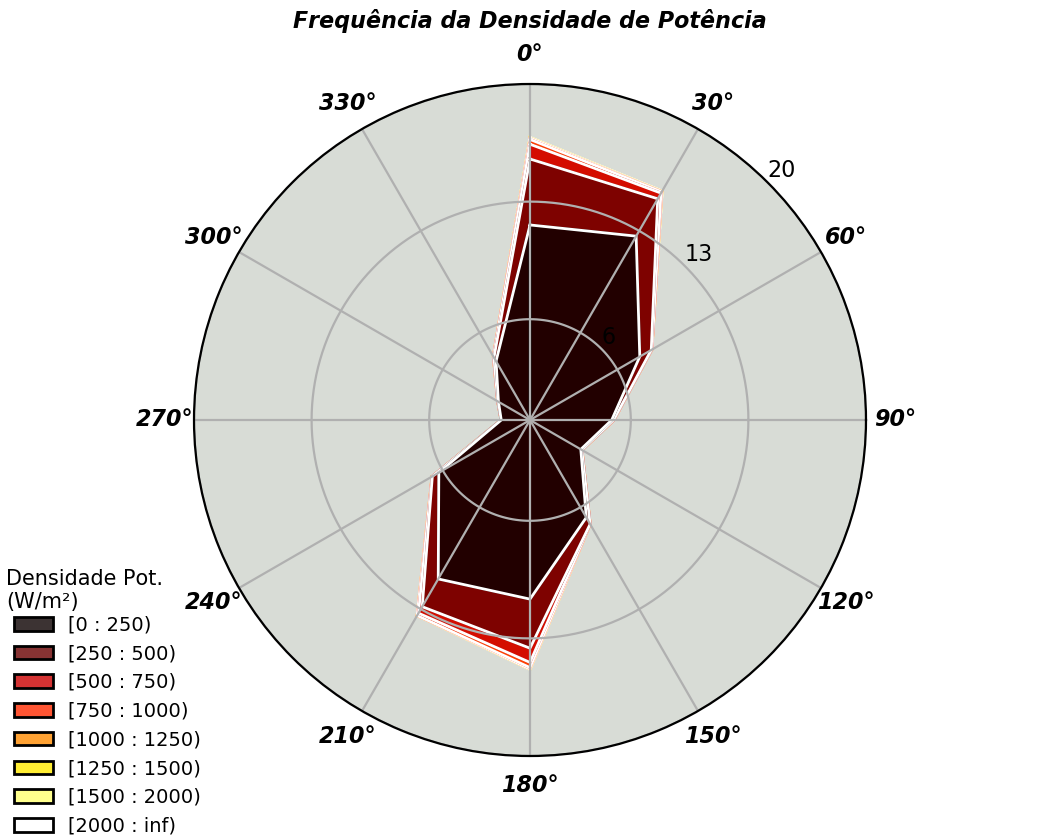 Frequência da Densidade de Potência
0°
330°
30°
20
300°
60°
13
6
270°
90°
240°
120°
210°
150°
180°
Densidade Pot.
(W/m²)
[0 : 250)
[250 : 500)
[500 : 750)
[750 : 1000)
[1000 : 1250)
[1250 : 1500)
[1500 : 2000)
[2000 : inf)